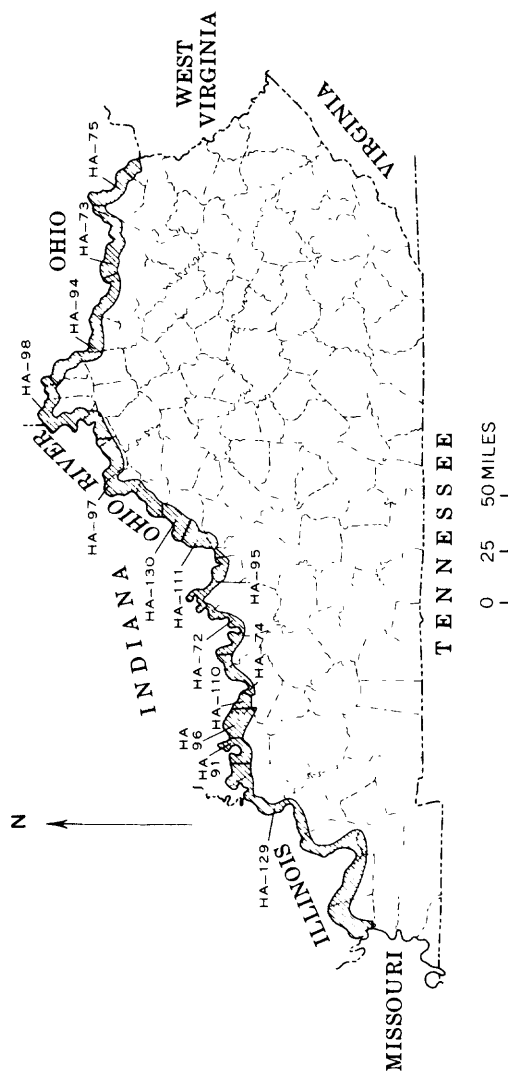 N
HA-98
HA-94
HA-73
OHIO
HA-75
WEST
VIRGINIA
VIRGINIA
OHIO RIVER
HA-97
INDIANA
HA-130
HA-111
HA-95
HA-72
HA-74
HA-110
HA
96
HA
91
HA-129
ILLINOIS
MISSOURI
TENNESSEE
0 25 50 MILES